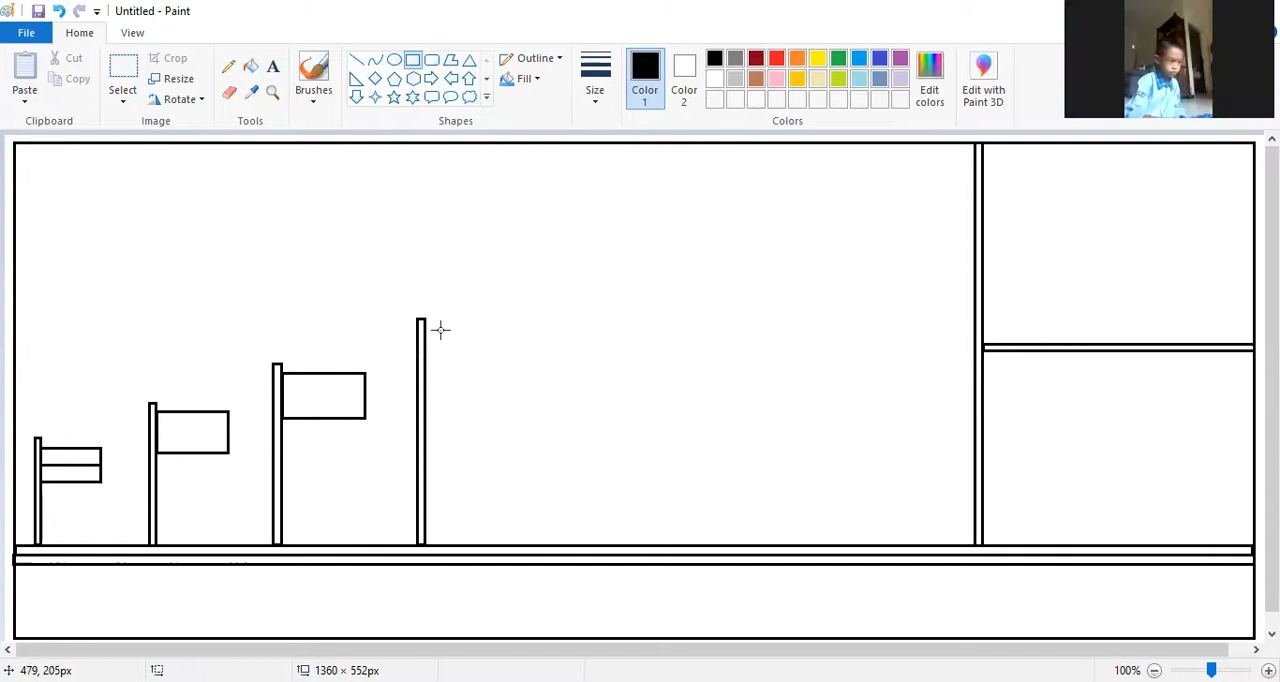 Untitled - Paint
File
Home
View
Paste
Cut
Copy
Clipboard
Select
Crop
Resize
Rotate
Image
Tools
Brushes
Shapes
Outline
Fill
Size
Color 1
Color 2
Colors
Edit colors
Edit with Paint 3D
479, 205px
1360 × 552px
100%